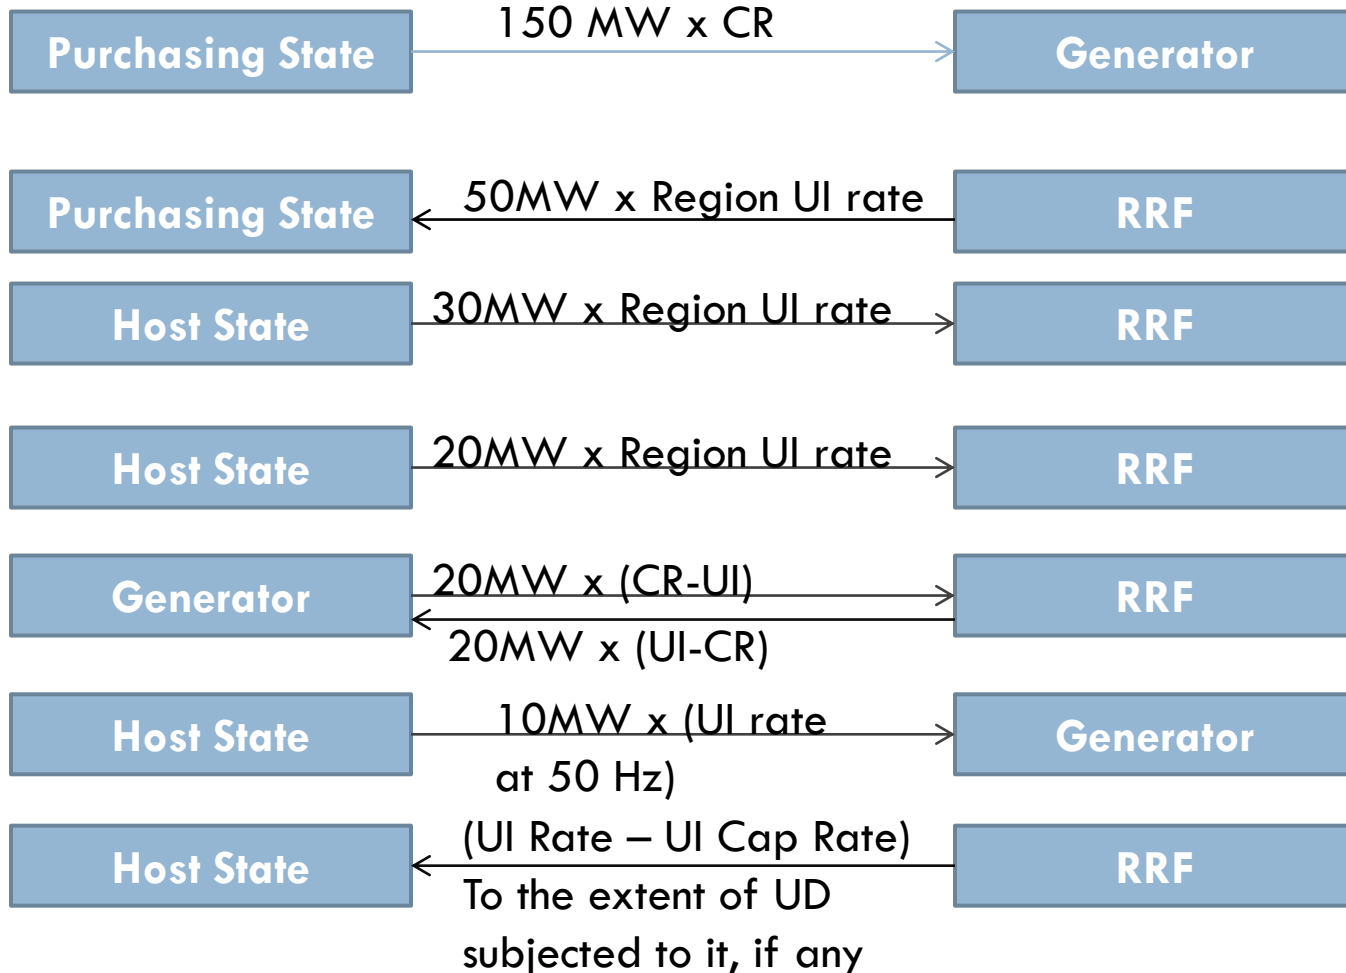 150 MW x CR
Purchasing State
Generator
Purchasing State
50MW x Region UI rate
RRF
Host State
30MW x Region UI rate
RRF
Host State
20MW x Region UI rate
RRF
Generator
20MW x (CR-UI)
RRF
20MW x (UI-CR)
Host State
10MW x (UI rate
at 50 Hz)
Generator
Host State
(UI Rate – UI Cap Rate)
RRF
To the extent of UD
subjected to it, if any